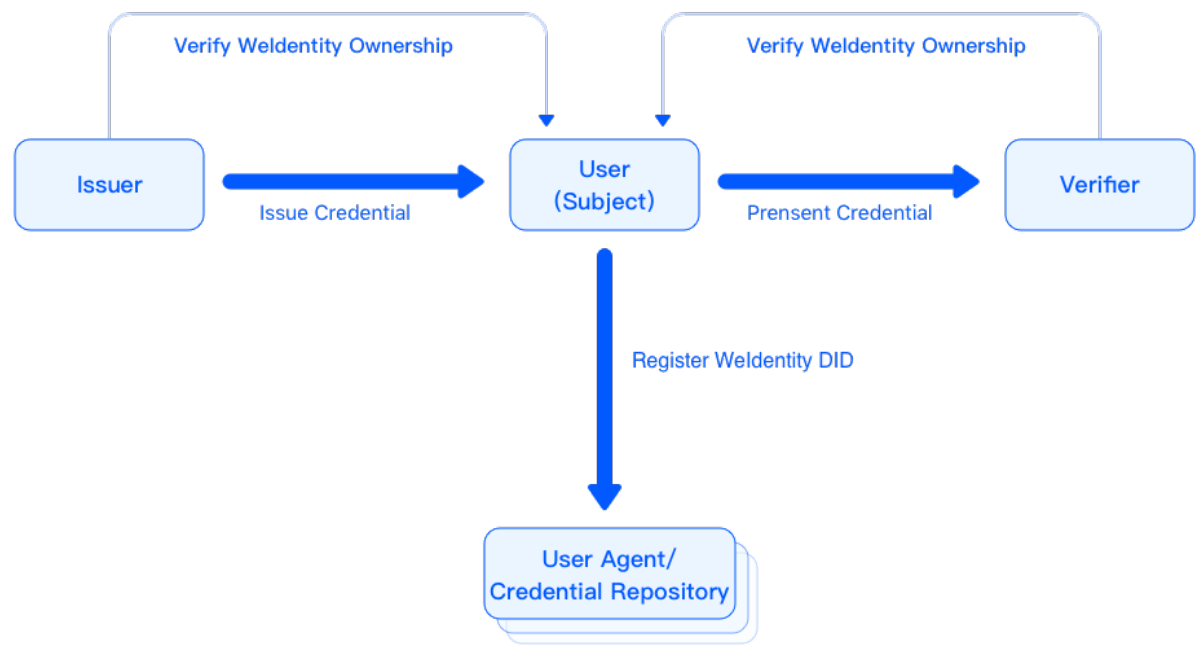 Verify WeIdentity Ownership
Verify WeIdentity Ownership
Issuer
User
(Subject)
Verifier
Issue Credential
Prensent Credential
Register WeIdentity DID
User Agent/
Credential Repository